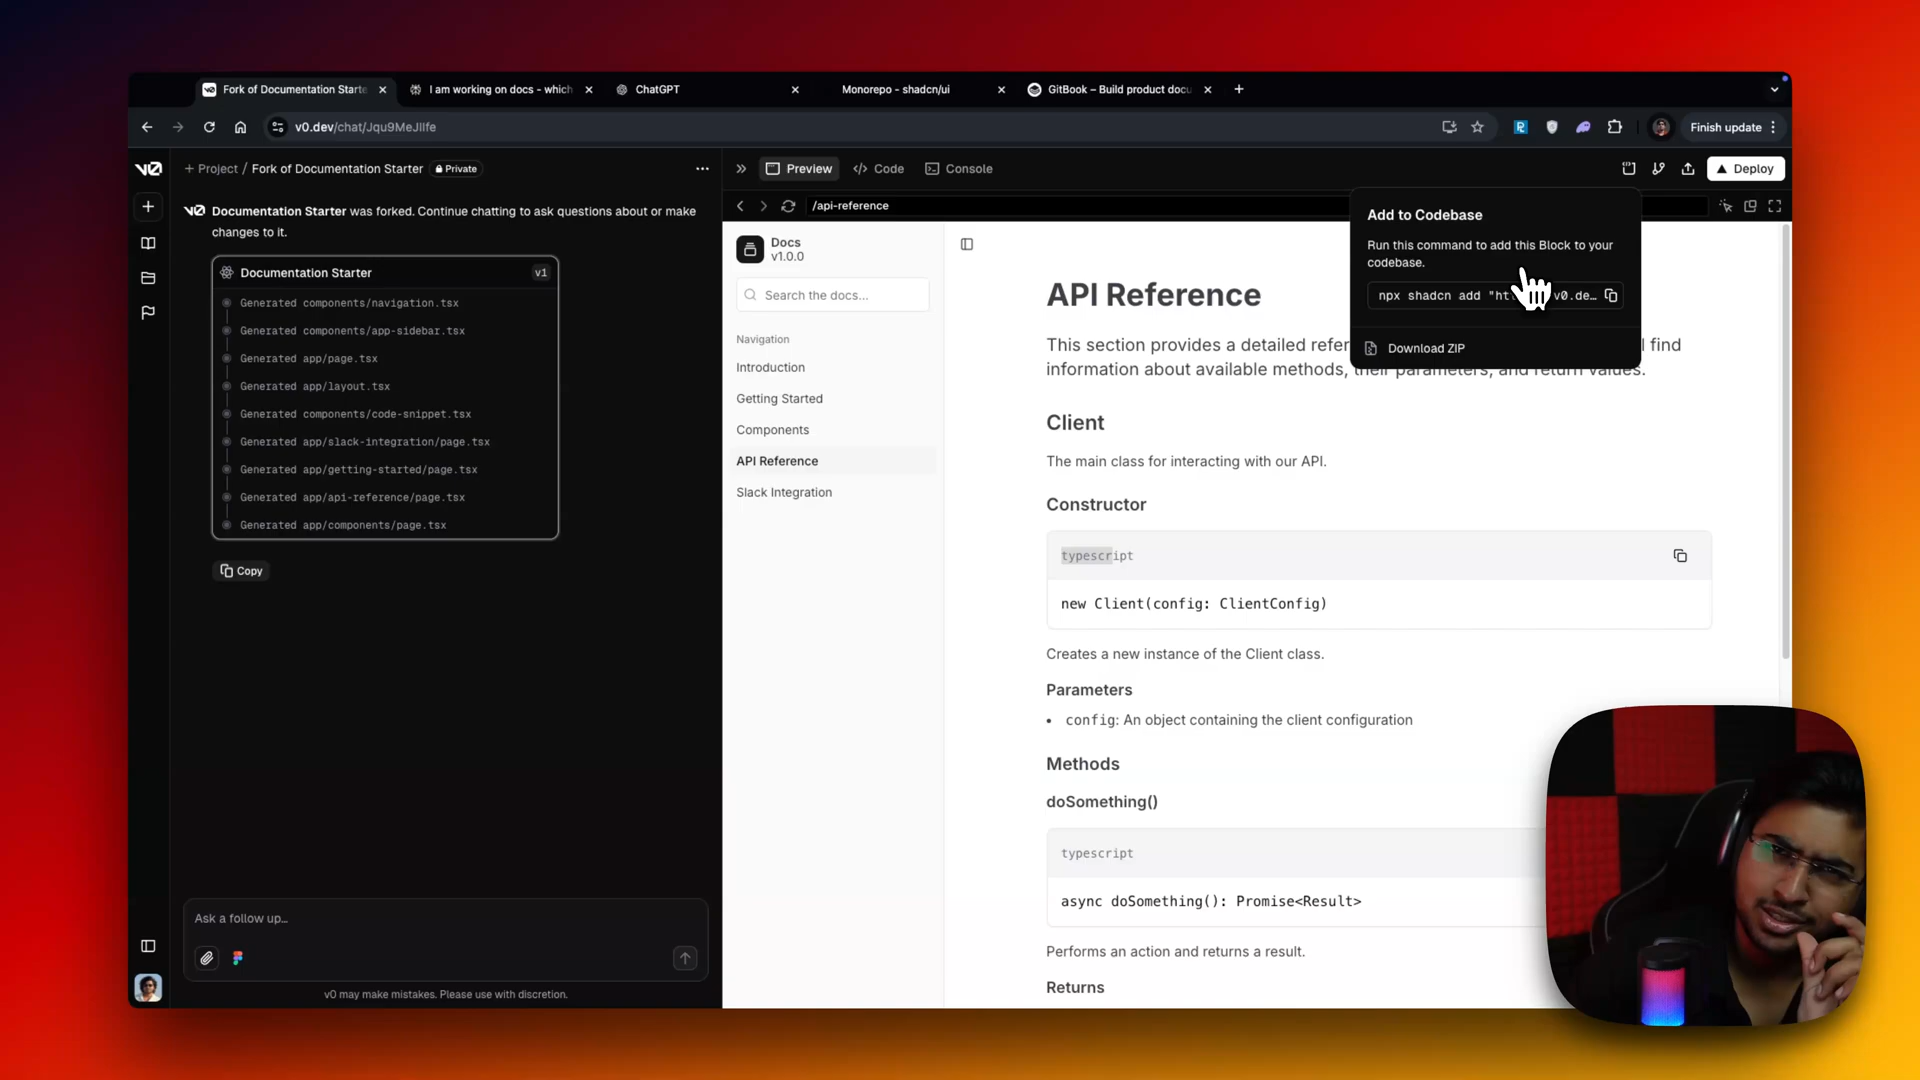 Fork of Documentation Starte
I am working on docs - which
ChatGPT
Monorepo - shadcn/ui
GitBook – Build product docu
v0.dev/chat/Jqu9MeJIlfe
Finish update
v0
Project / Fork of Documentation Starter
Private
Preview
Code
Console
Deploy
/api-reference
v0 Documentation Starter was forked. Continue chatting to ask questions about or make
changes to it.
Documentation Starter
v1
Generated components/navigation.tsx
Generated components/app-sidebar.tsx
Generated app/page.tsx
Generated app/layout.tsx
Generated components/code-snippet.tsx
Generated app/slack-integration/page.tsx
Generated app/getting-started/page.tsx
Generated app/api-reference/page.tsx
Generated app/components/page.tsx
Copy
Ask a follow up...
v0 may make mistakes. Please use with discretion.
Docs
v1.0.0
Search the docs...
Navigation
Introduction
Getting Started
Components
API Reference
Slack Integration
Add to Codebase
Run this command to add this Block to your
codebase.
npx shadcn add "ht v0.de...
Download ZIP
API Reference
This section provides a detailed refer find
information about available methods, their parameters, and return values.
Client
The main class for interacting with our API.
Constructor
typescript
new Client(config: ClientConfig)
Creates a new instance of the Client class.
Parameters
• config: An object containing the client configuration
Methods
doSomething()
typescript
async doSomething(): Promise<Result>
Performs an action and returns a result.
Returns